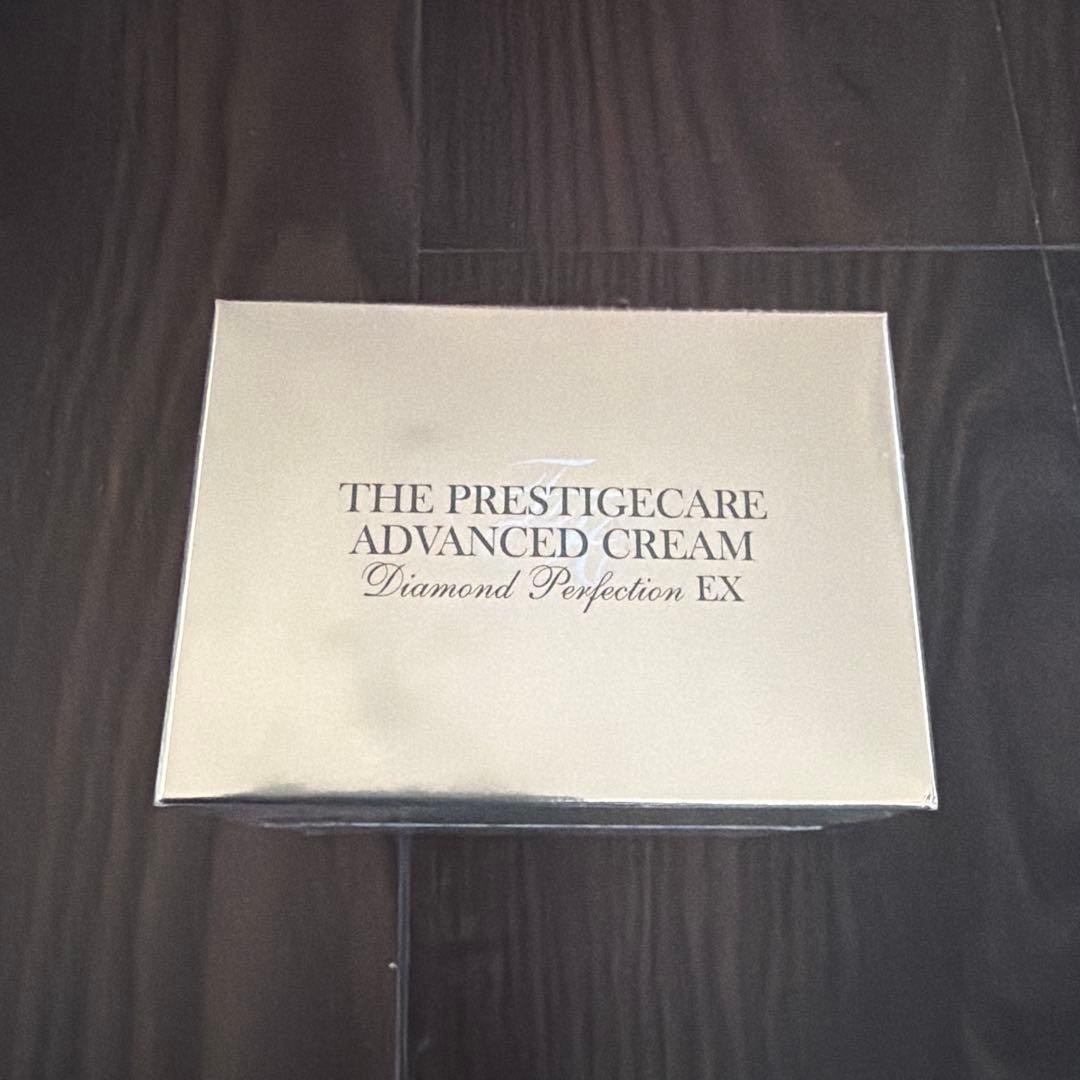 THE PRESTIGECARE
ADVANCED CREAM
Diamond Perfection EX